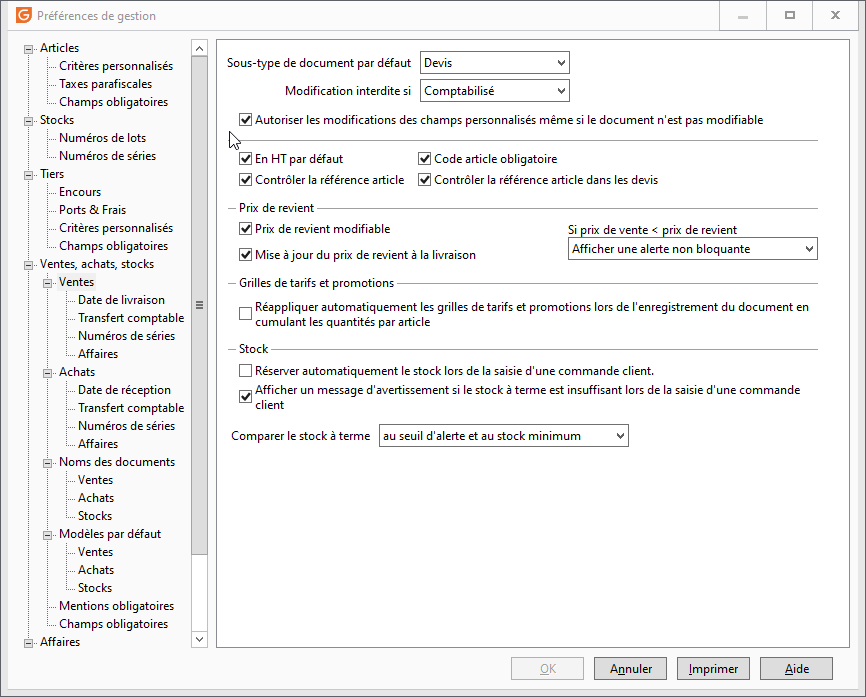 Préférences de gestion
Articles
Critères personnalisés
Taxes parafiscales
Champs obligatoires
Stocks
Numéros de lots
Numéros de séries
Tiers
Encours
Ports & Frais
Critères personnalisés
Champs obligatoires
Ventes, achats, stocks
Ventes
Date de livraison
Transfert comptable
Numéros de séries
Affaires
Achats
Date de réception
Transfert comptable
Numéros de séries
Affaires
Noms des documents
Ventes
Achats
Stocks
Modèles par défaut
Ventes
Achats
Stocks
Mentions obligatoires
Champs obligatoires
Affaires
Sous-type de document par défaut Devis
Modification interdite si Comptabilisé
Autoriser les modifications des champs personnalisés même si le document n'est pas modifiable
En HT par défaut Code article obligatoire
Contrôler la référence article Contrôler la référence article dans les devis
Prix de revient
Prix de revient modifiable Si prix de vente < prix de revient
Mise à jour du prix de revient à la livraison Afficher une alerte non bloquante
Grilles de tarifs et promotions
Réappliquer automatiquement les grilles de tarifs et promotions lors de l'enregistrement du document en
cumulant les quantités par article
Stock
Réserver automatiquement le stock lors de la saisie d'une commande client.
Afficher un message d'avertissement si le stock à terme est insuffisant lors de la saisie d'une commande
client
Comparer le stock à terme au seuil d'alerte et au stock minimum
OK Annuler Imprimer Aide